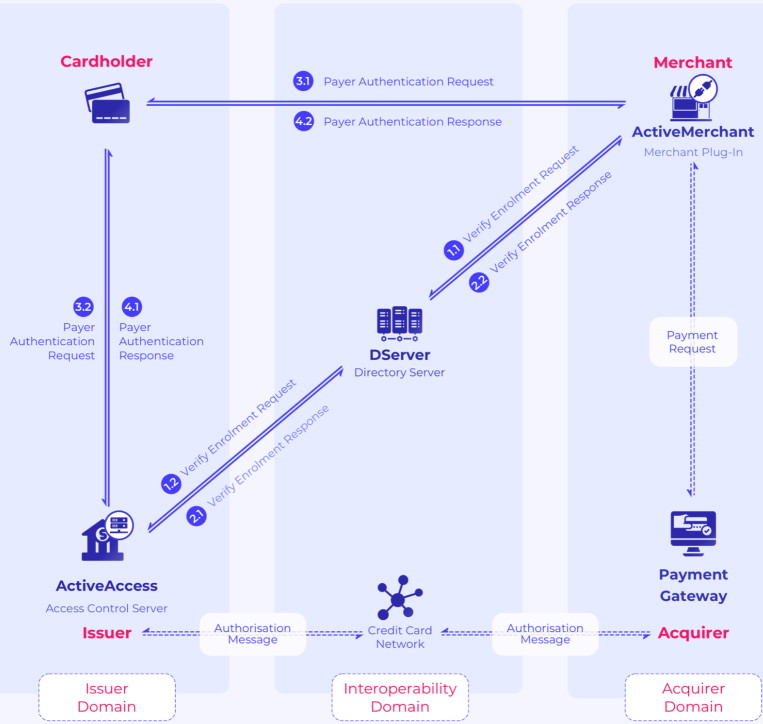 Cardholder
Merchant
3.1 Payer Authentication Request
4.2 Payer Authentication Response
ActiveMerchant
Merchant Plug-In
1.1 Verify Enrolment Request
2.2 Verify Enrolment Response
3.2
Payer
Authentication
Request
4.1
Payer
Authentication
Response
DServer
Directory Server
Payment
Request
1.2 Verify Enrolment Request
2.1 Verify Enrolment Response
$
ActiveAccess
Access Control Server
Issuer
Authorisation
Message
Credit Card
Network
Authorisation
Message
Payment
Gateway
Acquirer
Issuer
Domain
Interoperability
Domain
Acquirer
Domain